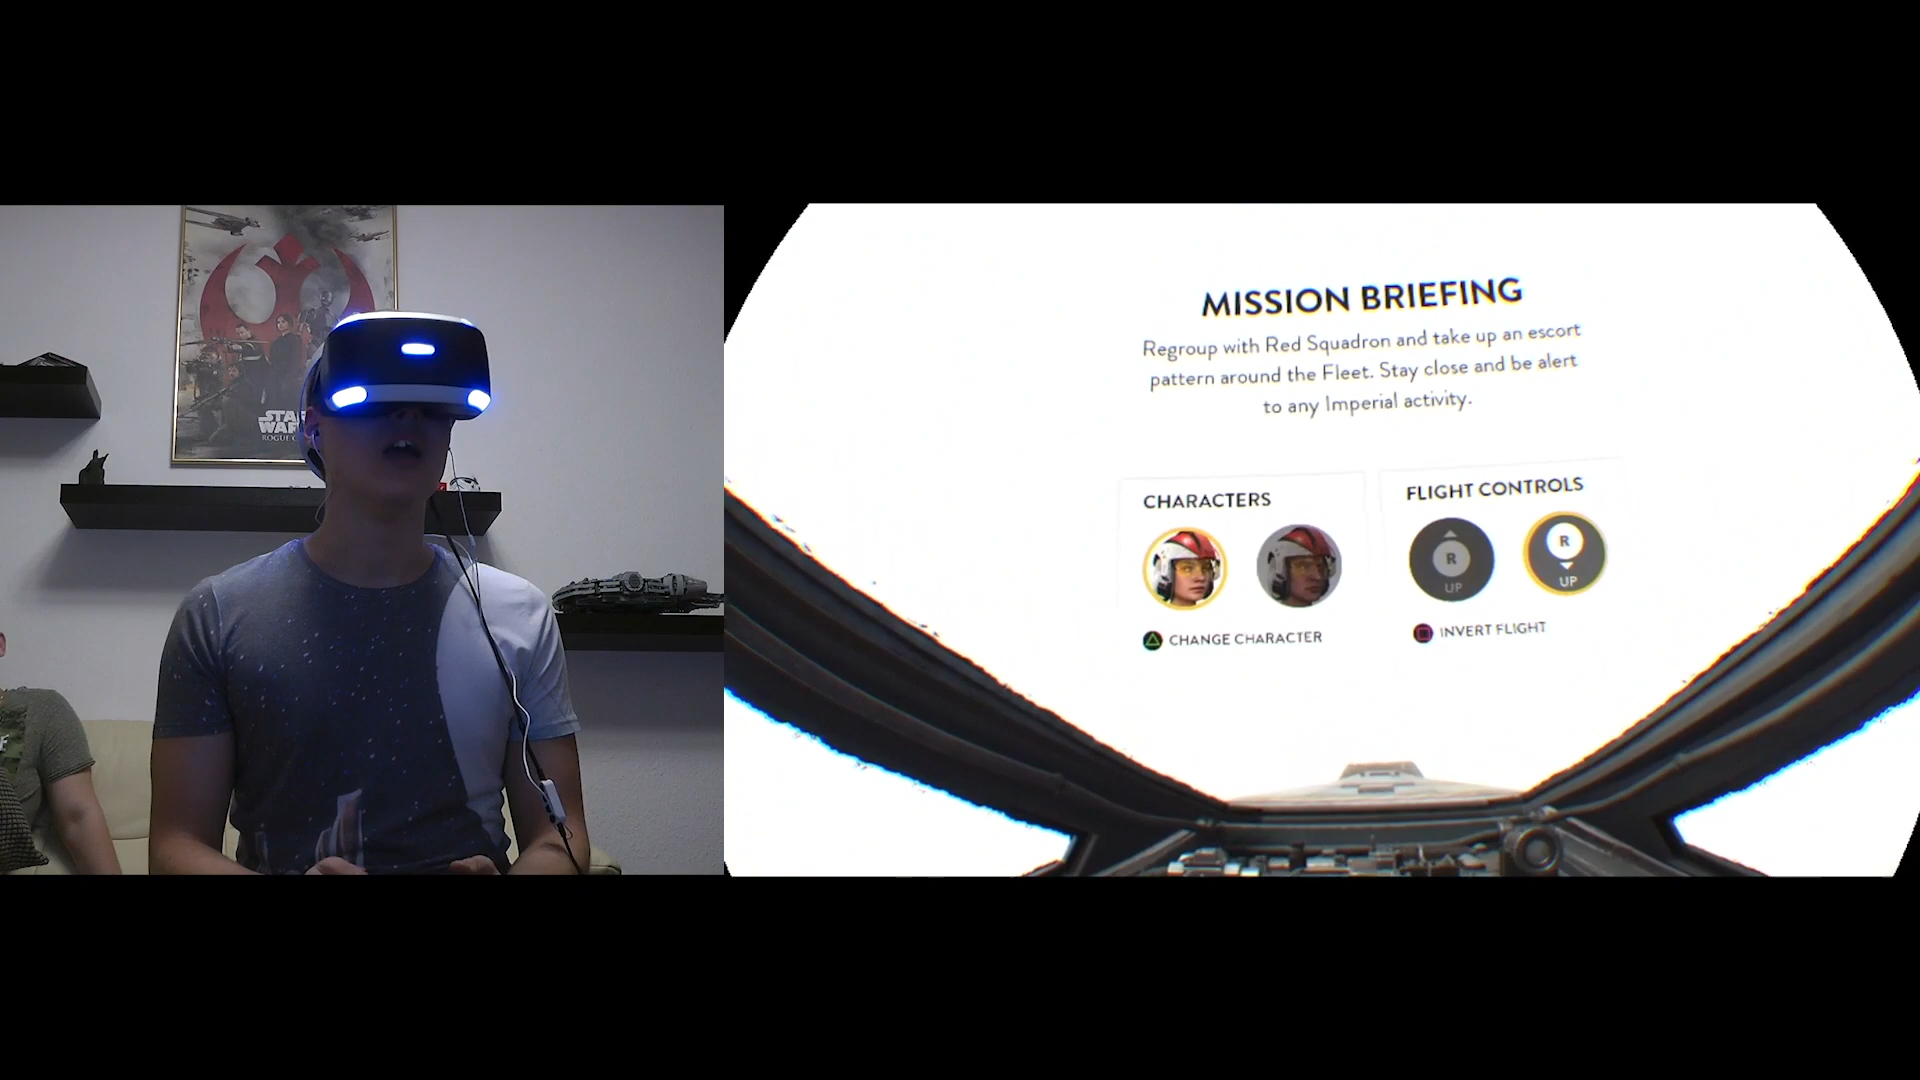 STAR
WARS
ROGUE
MISSION BRIEFING
Regroup with Red Squadron and take up an escort
pattern around the Fleet. Stay close and be alert
to any Imperial activity.
CHARACTERS
FLIGHT CONTROLS
R
UP
R
UP
CHANGE CHARACTER
INVERT FLIGHT